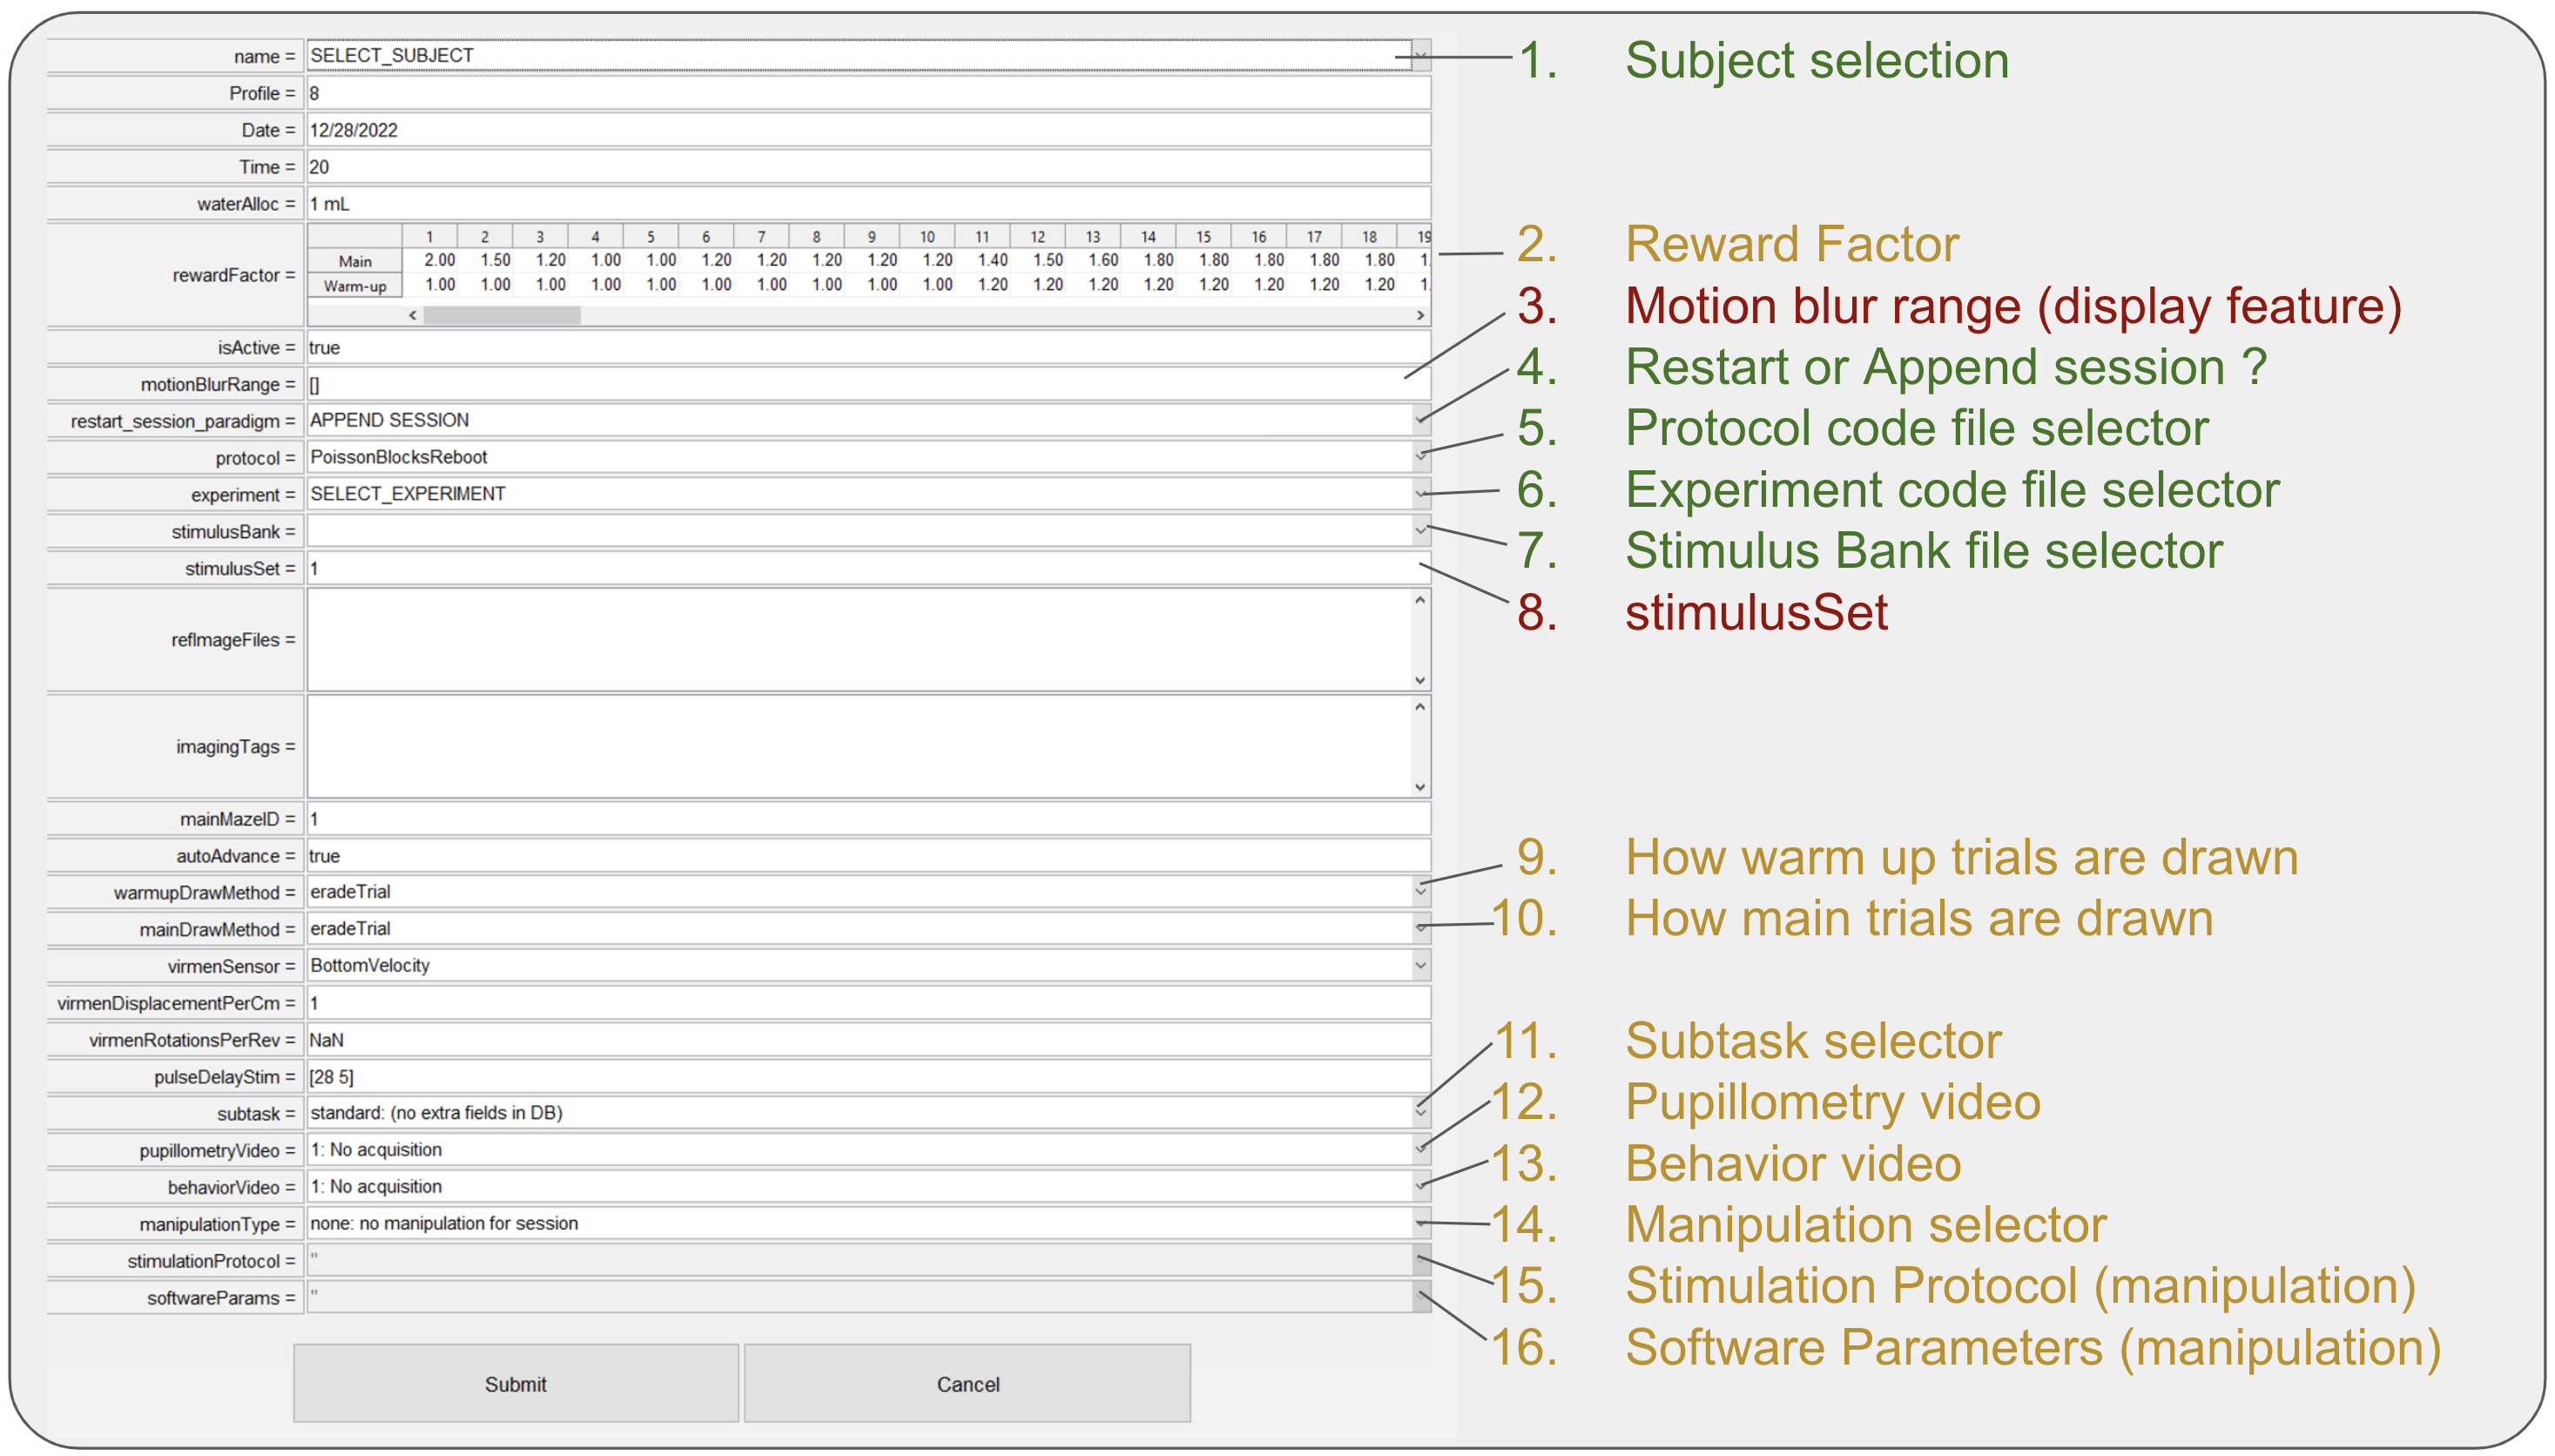 name = SELECT_SUBJECT
Profile = 8
Date = 12/28/2022
Time = 20
waterAlloc = 1 mL
rewardFactor =
1 2 3 4 5 6 7 8 9 10 11 12 13 14 15 16 17 18 19
Main 2.00 1.50 1.20 1.00 1.00 1.20 1.20 1.20 1.20 1.20 1.40 1.50 1.60 1.80 1.80 1.80 1.80 1.80 1.
Warm-up 1.00 1.00 1.00 1.00 1.00 1.00 1.00 1.00 1.00 1.00 1.20 1.20 1.20 1.20 1.20 1.20 1.20 1.20 1.
isActive = true
motionBlurRange = []
restart_session_paradigm = APPEND SESSION
protocol = PoissonBlocksReboot
experiment = SELECT_EXPERIMENT
stimulusBank =
stimulusSet = 1
refImageFiles =
imagingTags =
mainMazeID = 1
autoAdvance = true
warmupDrawMethod = eradeTrial
mainDrawMethod = eradeTrial
virmenSensor = BottomVelocity
virmenDisplacementPerCm = 1
virmenRotationsPerRev = NaN
pulseDelayStim = [28 5]
subtask = standard: (no extra fields in DB)
pupillometryVideo = 1: No acquisition
behaviorVideo = 1: No acquisition
manipulationType = none: no manipulation for session
stimulationProtocol = ''
softwareParams = ''
Submit Cancel
1. Subject selection
2. Reward Factor
3. Motion blur range (display feature)
4. Restart or Append session ?
5. Protocol code file selector
6. Experiment code file selector
7. Stimulus Bank file selector
8. stimulusSet
9. How warm up trials are drawn
10. How main trials are drawn
11. Subtask selector
12. Pupillometry video
13. Behavior video
14. Manipulation selector
15. Stimulation Protocol (manipulation)
16. Software Parameters (manipulation)